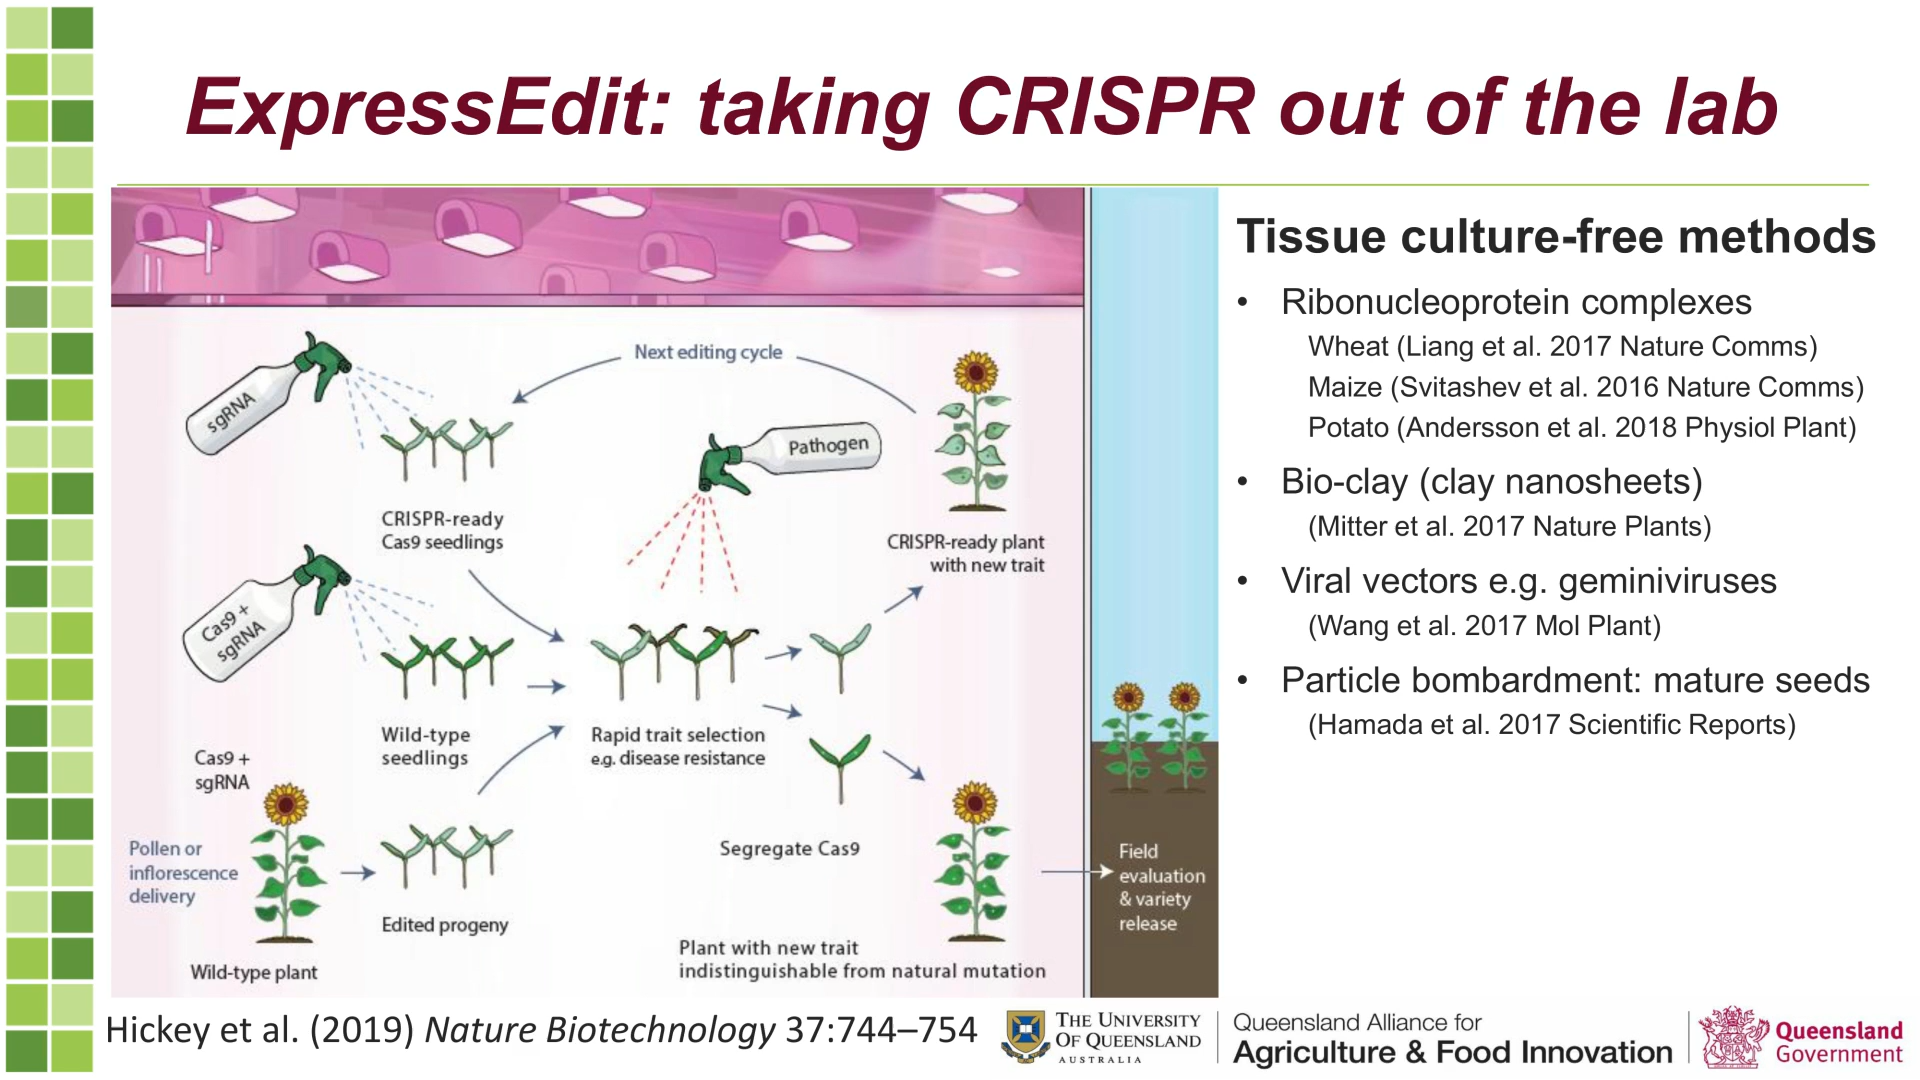 ExpressEdit: taking CRISPR out of the lab
sgRNA
Next editing cycle
Pathogen
CRISPR-ready
Cas9 seedlings
CRISPR-ready plant
with new trait
Cas9 +
sgRNA
Wild-type
seedlings
Rapid trait selection
e.g. disease resistance
Cas9 +
sgRNA
Pollen or
inflorescence
delivery
Wild-type plant
Edited progeny
Segregate Cas9
Plant with new trait
indistinguishable from natural mutation
Field
evaluation
& variety
release
Tissue culture-free methods
• Ribonucleoprotein complexes
Wheat (Liang et al. 2017 Nature Comms)
Maize (Svitashev et al. 2016 Nature Comms)
Potato (Andersson et al. 2018 Physiol Plant)
• Bio-clay (clay nanosheets)
(Mitter et al. 2017 Nature Plants)
• Viral vectors e.g. geminiviruses
(Wang et al. 2017 Mol Plant)
• Particle bombardment: mature seeds
(Hamada et al. 2017 Scientific Reports)
Hickey et al. (2019) Nature Biotechnology 37:744–754
THE UNIVERSITY
OF QUEENSLAND
AUSTRALIA
Queensland Alliance for
Agriculture & Food Innovation
Queensland
Government